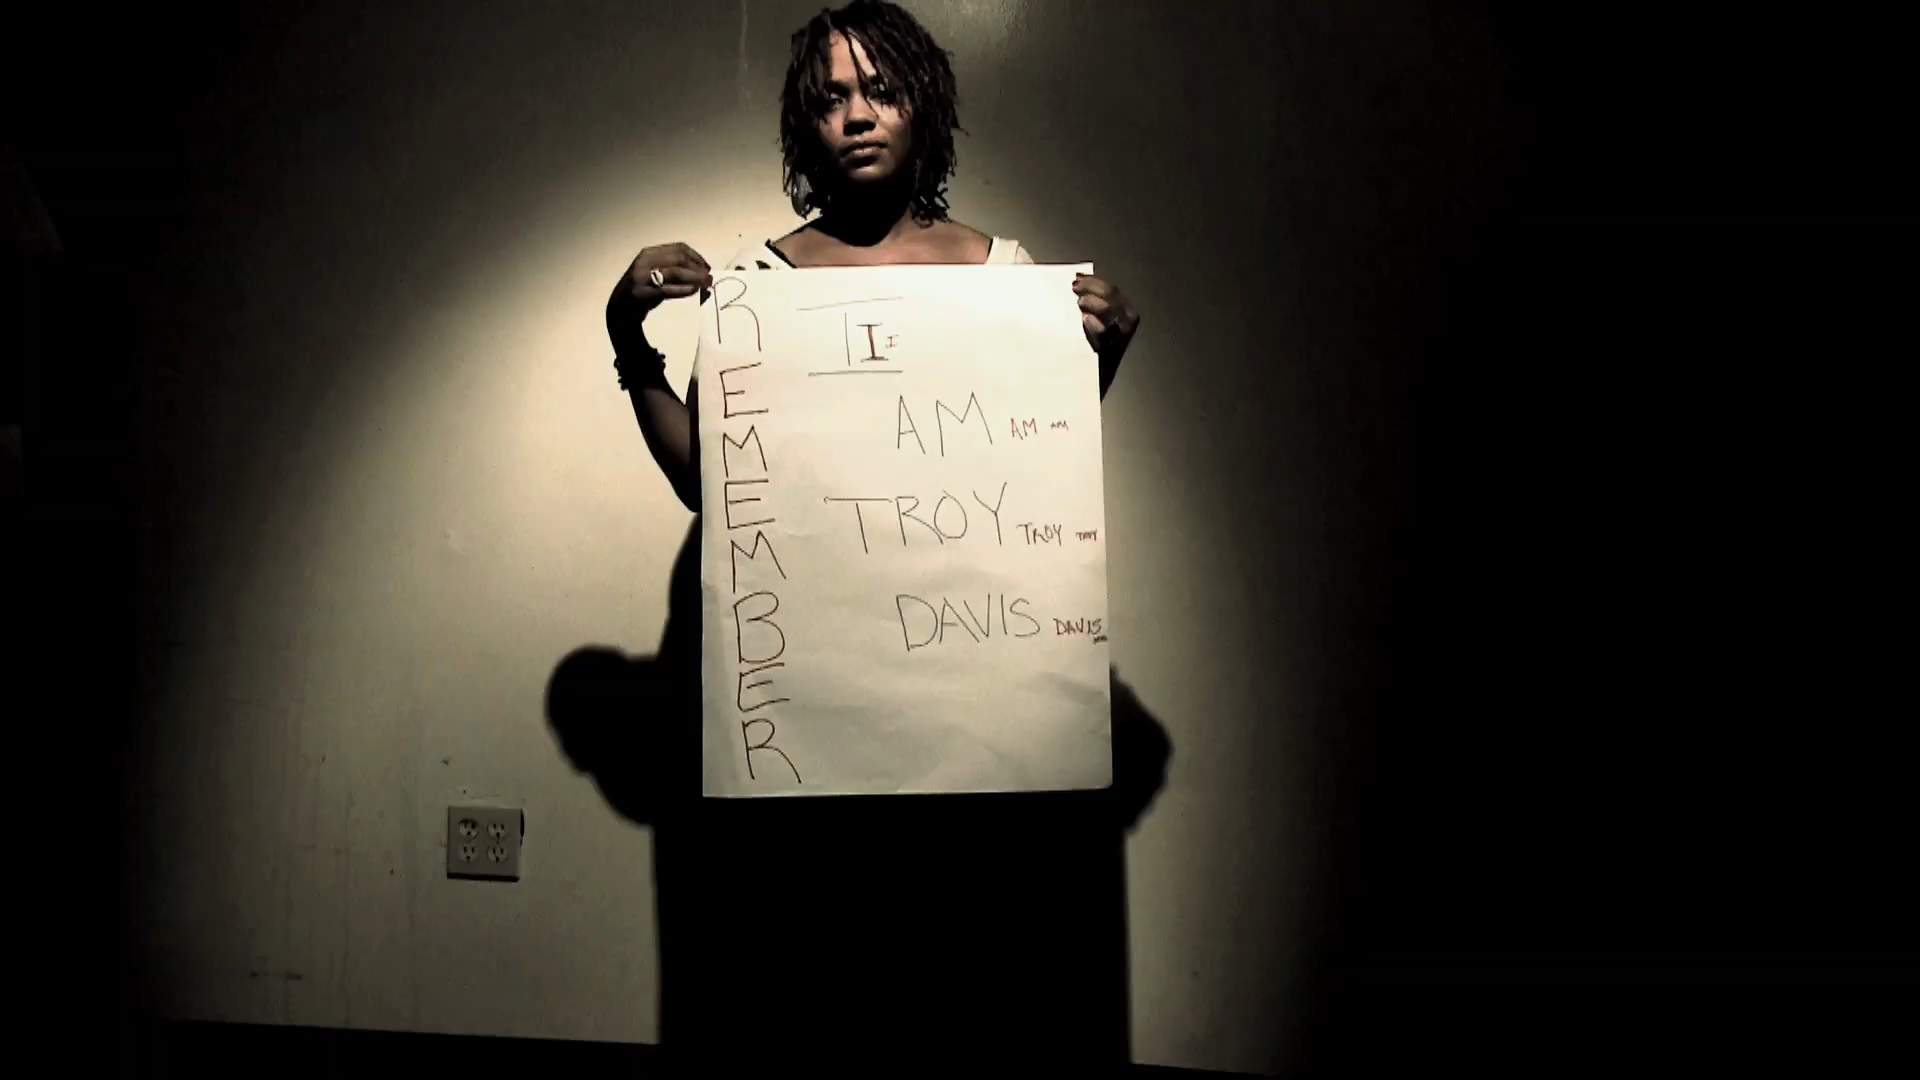 REMEMBER
I I I
AM AM AM
TROY TROY TROY
DAVIS DAVIS